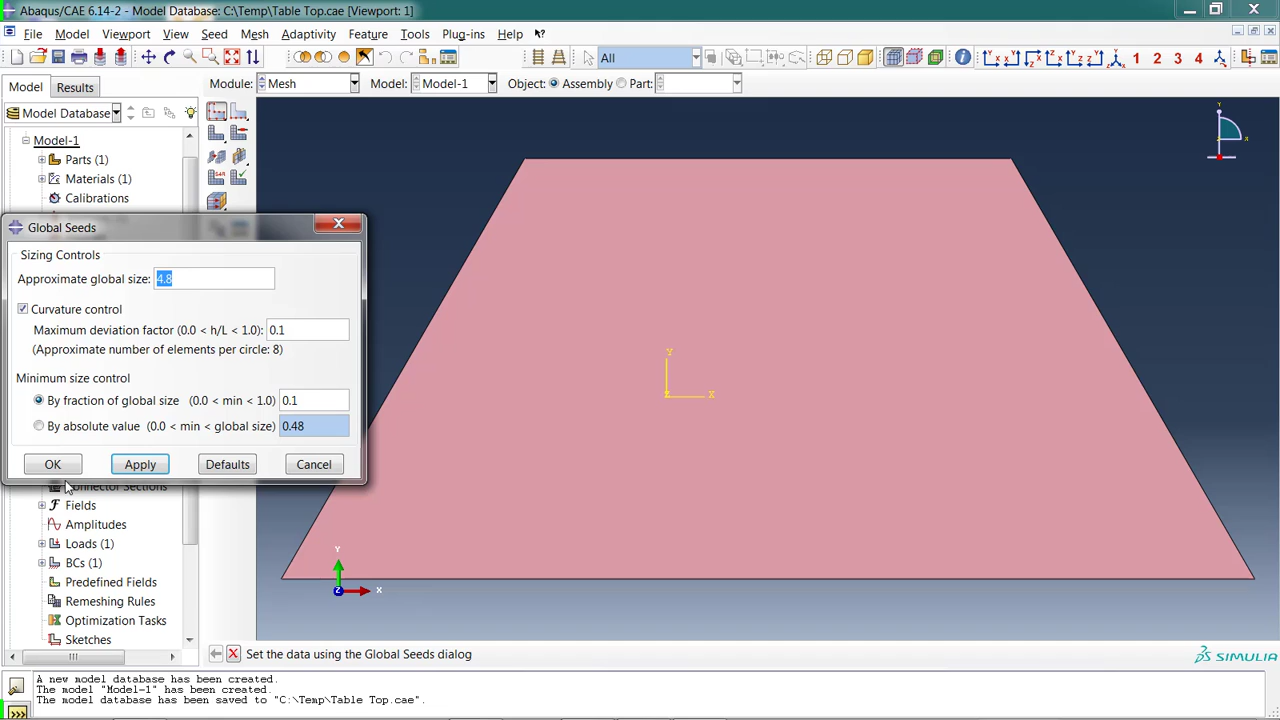 Abaqus/CAE 6.14-2 - Model Database: C:\Temp\Table Top.cae [Viewport: 1]
File Model Viewport View Seed Mesh Adaptivity Feature Tools Plug-ins Help
All
1 2 3 4
Model Results
Module: Mesh Model: Model-1 Object: Assembly Part:
Model Database
Model-1
Parts (1)
Materials (1)
Calibrations
Global Seeds
Sizing Controls
Approximate global size: 4.8
Curvature control
Maximum deviation factor (0.0 < h/L < 1.0): 0.1
(Approximate number of elements per circle: 8)
Minimum size control
By fraction of global size (0.0 < min < 1.0) 0.1
By absolute value (0.0 < min < global size) 0.48
OK Apply Defaults Cancel
Connector Sections
Fields
Amplitudes
Loads (1)
BCs (1)
Predefined Fields
Remeshing Rules
Optimization Tasks
Sketches
Y
X
Y
X
Y
Z X
Set the data using the Global Seeds dialog
SIMULIA
A new model database has been created.
The model "Model-1" has been created.
The model database has been saved to "C:\Temp\Table Top.cae".